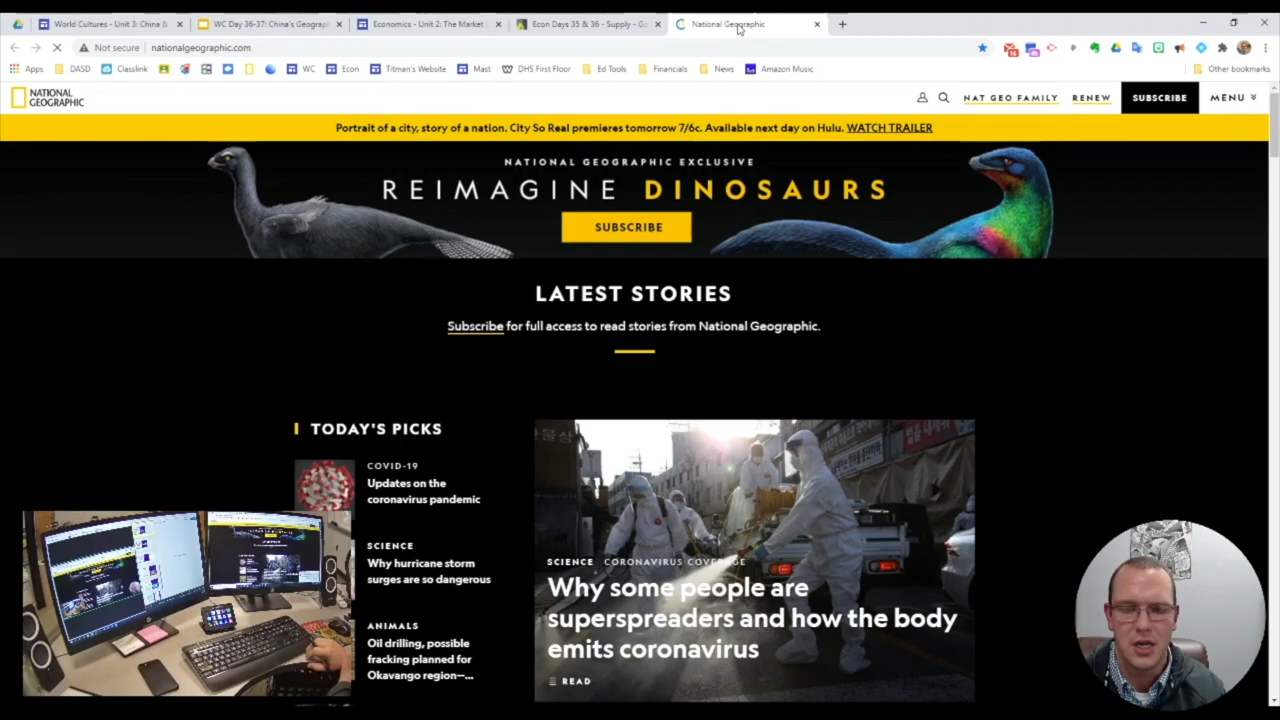 World Cultures - Unit 3: China &
WC Day 36-37: China's Geograp
Economics - Unit 2: The Market
Econ Days 35 & 36 - Supply - Go
National Geographic
Not secure
nationalgeographic.com
Apps
DASD
Classlink
WC
Econ
Titman's Website
Mast
DHS First Floor
Ed Tools
Financials
News
Amazon Music
Other bookmarks
NATIONAL
GEOGRAPHIC
NAT GEO FAMILY
RENEW
SUBSCRIBE
MENU
Portrait of a city, story of a nation. City So Real premieres tomorrow 7/6c. Available next day on Hulu. WATCH TRAILER
NATIONAL GEOGRAPHIC EXCLUSIVE
REIMAGINE DINOSAURS
SUBSCRIBE
LATEST STORIES
Subscribe for full access to read stories from National Geographic.
TODAY'S PICKS
COVID-19
Updates on the
coronavirus pandemic
SCIENCE
Why hurricane storm
surges are so dangerous
ANIMALS
Oil drilling, possible
fracking planned for
Okavango region—...
SCIENCE CORONAVIRUS COVERAGE
Why some people are
superspreaders and how the body
emits coronavirus
READ